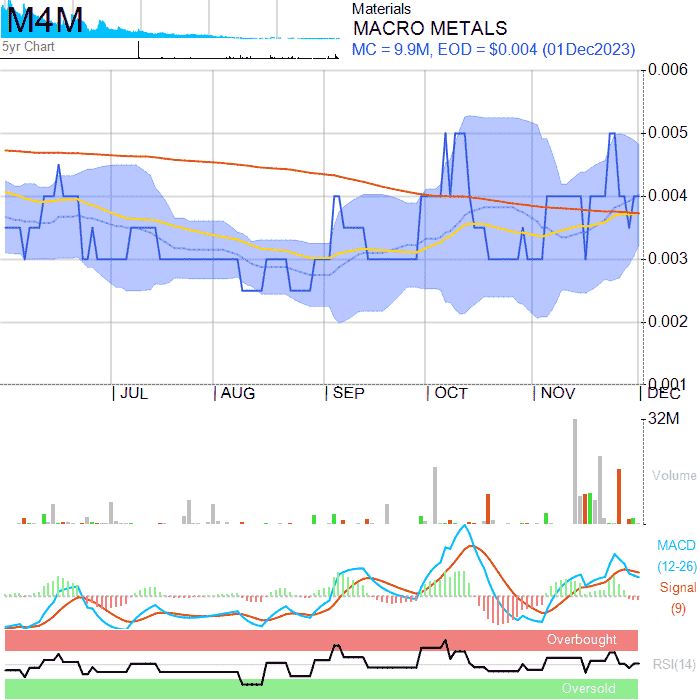 M4M
5yr Chart
Materials
MACRO METALS
MC = 9.9M, EOD = $0.004 (01Dec2023)
0.006
0.005
0.004
0.003
0.002
0.001
JUL
AUG
SEP
OCT
NOV
DEC
32M
Volume
MACD
(12-26)
Signal
(9)
Overbought
RSI(14)
Oversold